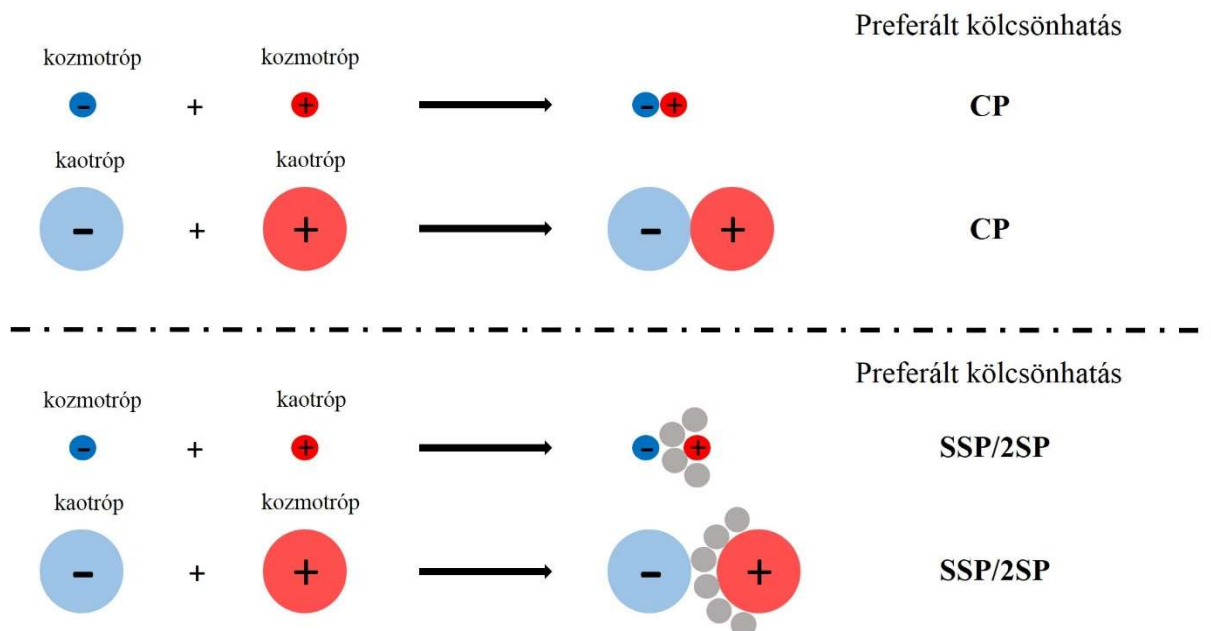 Preferált kölcsönhatás
kozmotróp kozmotróp
- + + - + CP
kaotróp kaotróp
- + + - + CP
Preferált kölcsönhatás
kozmotróp kaotróp
- + + - + SSP/2SP
kaotróp kozmotróp
- + + - + SSP/2SP